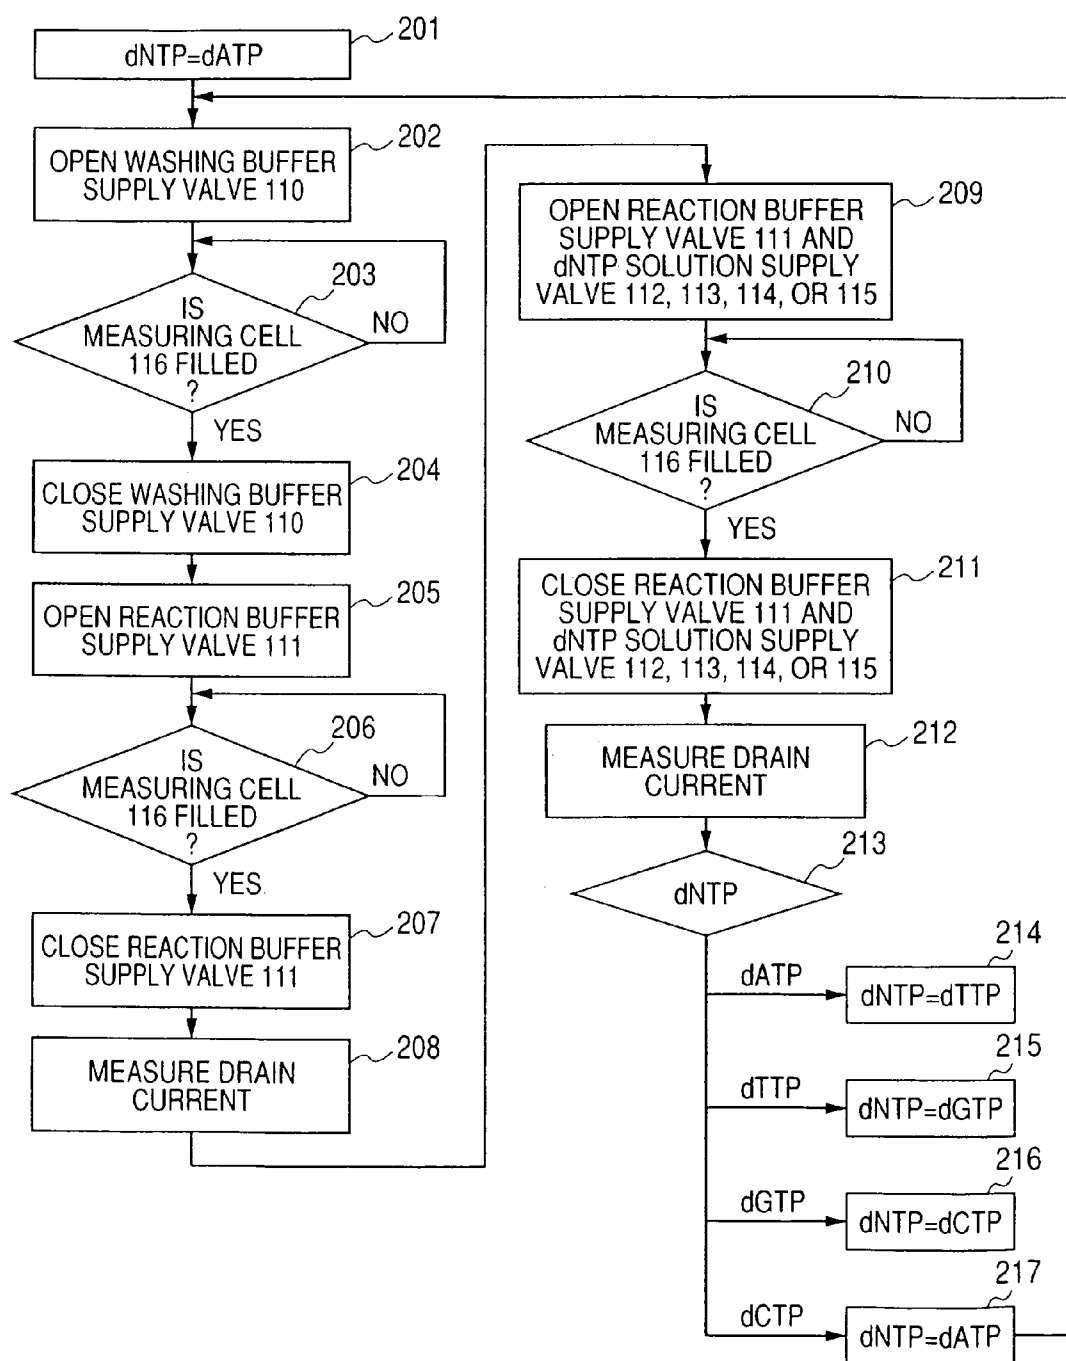 201
dNTP=dATP
202
OPEN WASHING BUFFER
SUPPLY VALVE 110
203
IS
MEASURING CELL
116 FILLED
?
NO
YES
204
CLOSE WASHING BUFFER
SUPPLY VALVE 110
205
OPEN REACTION BUFFER
SUPPLY VALVE 111
206
IS
MEASURING CELL
116 FILLED
?
NO
YES
207
CLOSE REACTION BUFFER
SUPPLY VALVE 111
208
MEASURE DRAIN
CURRENT
209
OPEN REACTION BUFFER
SUPPLY VALVE 111 AND
dNTP SOLUTION SUPPLY
VALVE 112, 113, 114, OR 115
210
IS
MEASURING CELL
116 FILLED
?
NO
YES
211
CLOSE REACTION BUFFER
SUPPLY VALVE 111 AND
dNTP SOLUTION SUPPLY
VALVE 112, 113, 114, OR 115
212
MEASURE DRAIN
CURRENT
213
dNTP
214
dATP
dNTP=dTTP
215
dTTP
dNTP=dGTP
216
dGTP
dNTP=dCTP
217
dCTP
dNTP=dATP